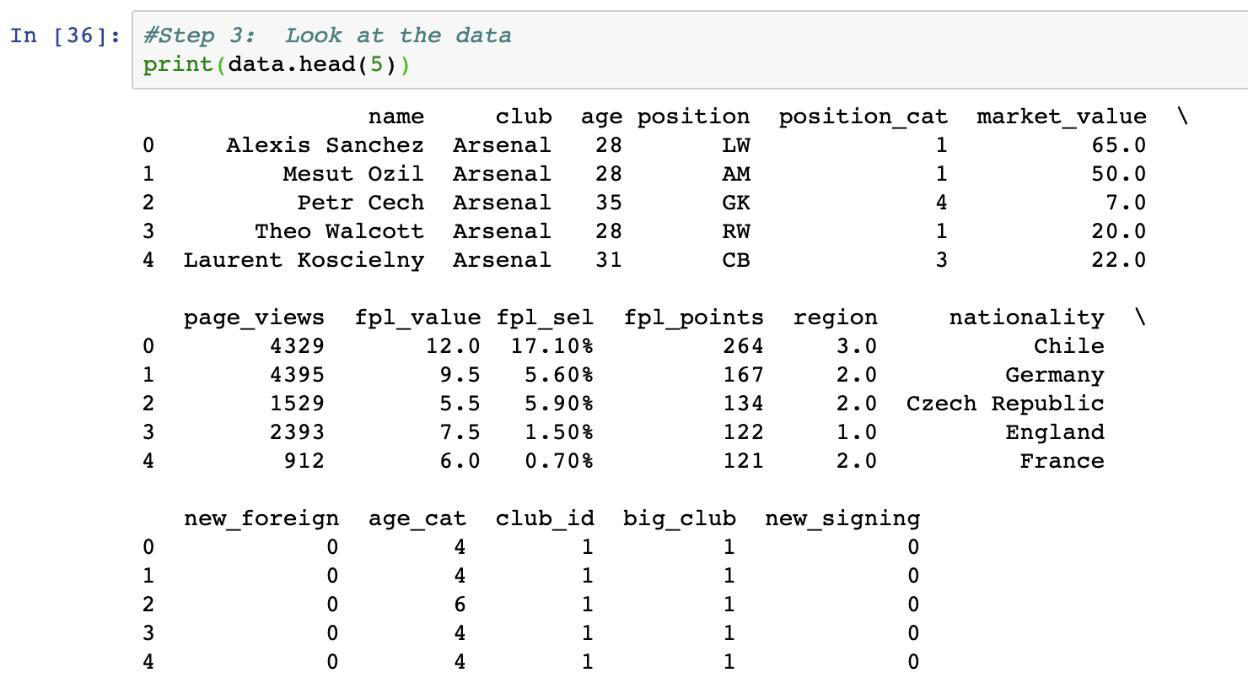 In [36]: #Step 3:  Look at the data
print(data.head(5))
                name     club  age position  position_cat  market_value  \
0     Alexis Sanchez  Arsenal   28       LW             1          65.0
1         Mesut Ozil  Arsenal   28       AM             1          50.0
2          Petr Cech  Arsenal   35       GK             4           7.0
3       Theo Walcott  Arsenal   28       RW             1          20.0
4  Laurent Koscielny  Arsenal   31       CB             3          22.0
   page_views  fpl_value fpl_sel  fpl_points  region     nationality  \
0        4329       12.0  17.10%         264     3.0           Chile
1        4395        9.5   5.60%         167     2.0         Germany
2        1529        5.5   5.90%         134     2.0  Czech Republic
3        2393        7.5   1.50%         122     1.0         England
4         912        6.0   0.70%         121     2.0          France
   new_foreign  age_cat  club_id  big_club  new_signing
0            0        4        1         1            0
1            0        4        1         1            0
2            0        6        1         1            0
3            0        4        1         1            0
4            0        4        1         1            0